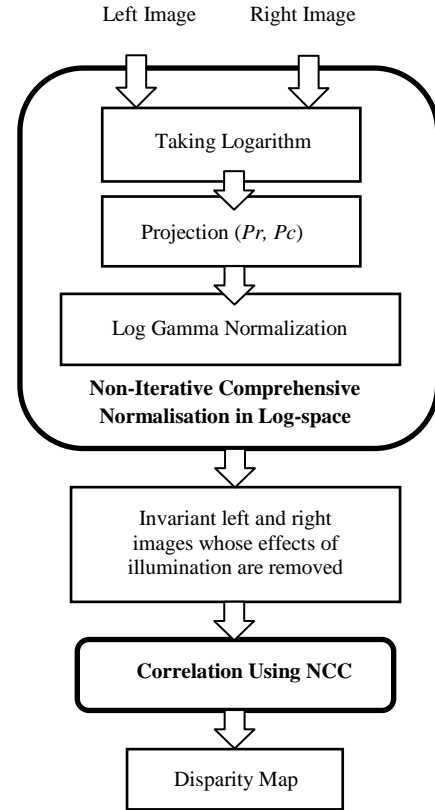 Left Image
Right Image
Taking Logarithm
Projection (Pr, Pc)
Log Gamma Normalization
Non-Iterative Comprehensive
Normalisation in Log-space
Invariant left and right
images whose effects of
illumination are removed
Correlation Using NCC
Disparity Map